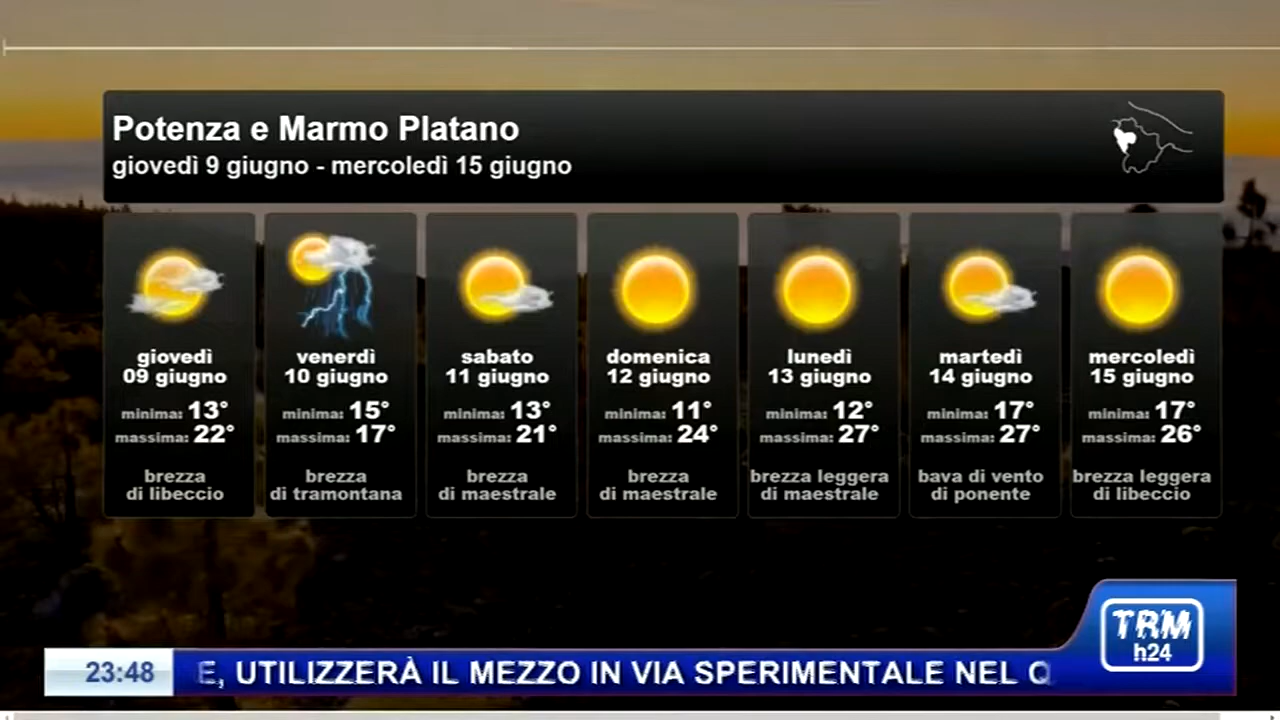 Potenza e Marmo Platano
giovedì 9 giugno - mercoledì 15 giugno
giovedì
09 giugno
minima: 13°
massima: 22°
brezza
di libeccio
venerdì
10 giugno
minima: 15°
massima: 17°
brezza
di tramontana
sabato
11 giugno
minima: 13°
massima: 21°
brezza
di maestrale
domenica
12 giugno
minima: 11°
massima: 24°
brezza
di maestrale
lunedì
13 giugno
minima: 12°
massima: 27°
brezza leggera
di maestrale
martedì
14 giugno
minima: 17°
massima: 27°
bava di vento
di ponente
mercoledì
15 giugno
minima: 17°
massima: 26°
brezza leggera
di libeccio
TRM
h24
23:48
E, UTILIZZERÀ IL MEZZO IN VIA SPERIMENTALE NEL Q